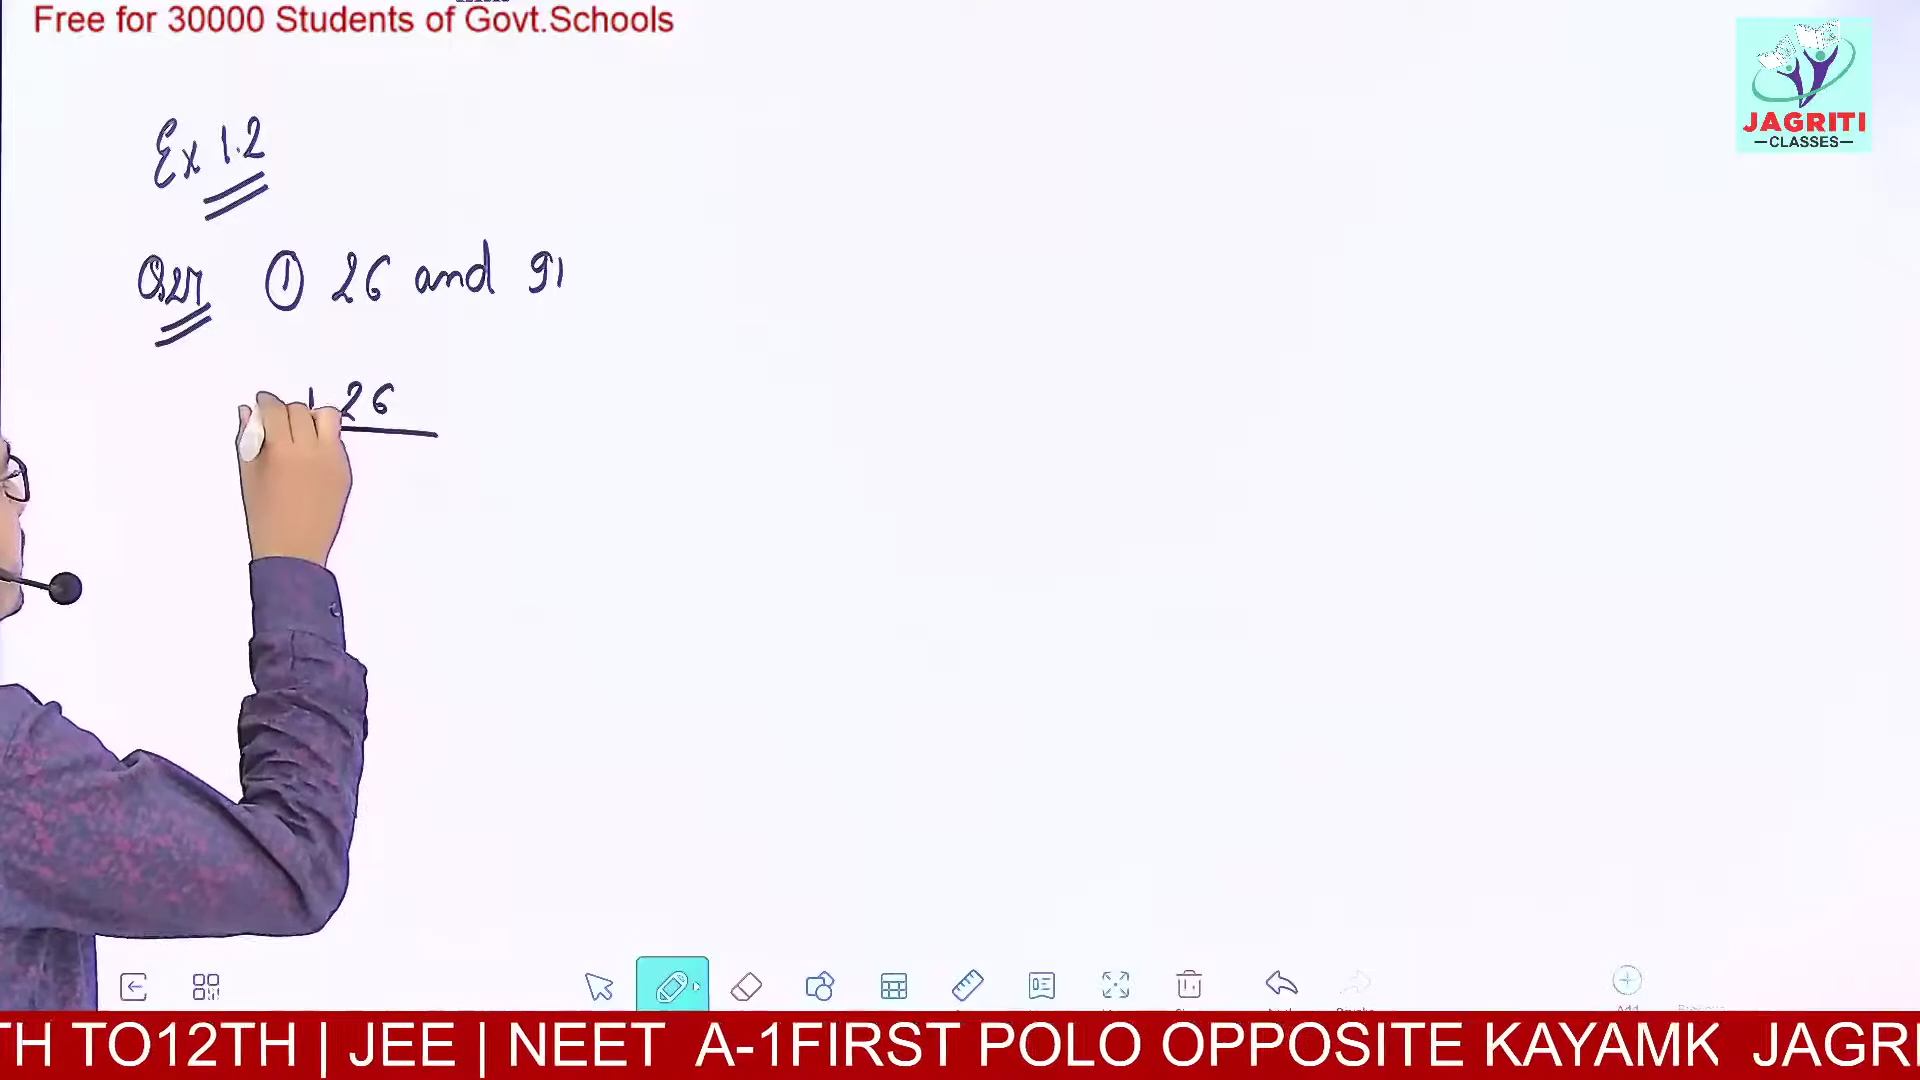 Free for 30000 Students of Govt.Schools
JAGRITI
CLASSES
Ex 1.2
① 26 and 91
26
TH TO12TH | JEE | NEET A-1FIRST POLO OPPOSITE KAYAMK JAGRI